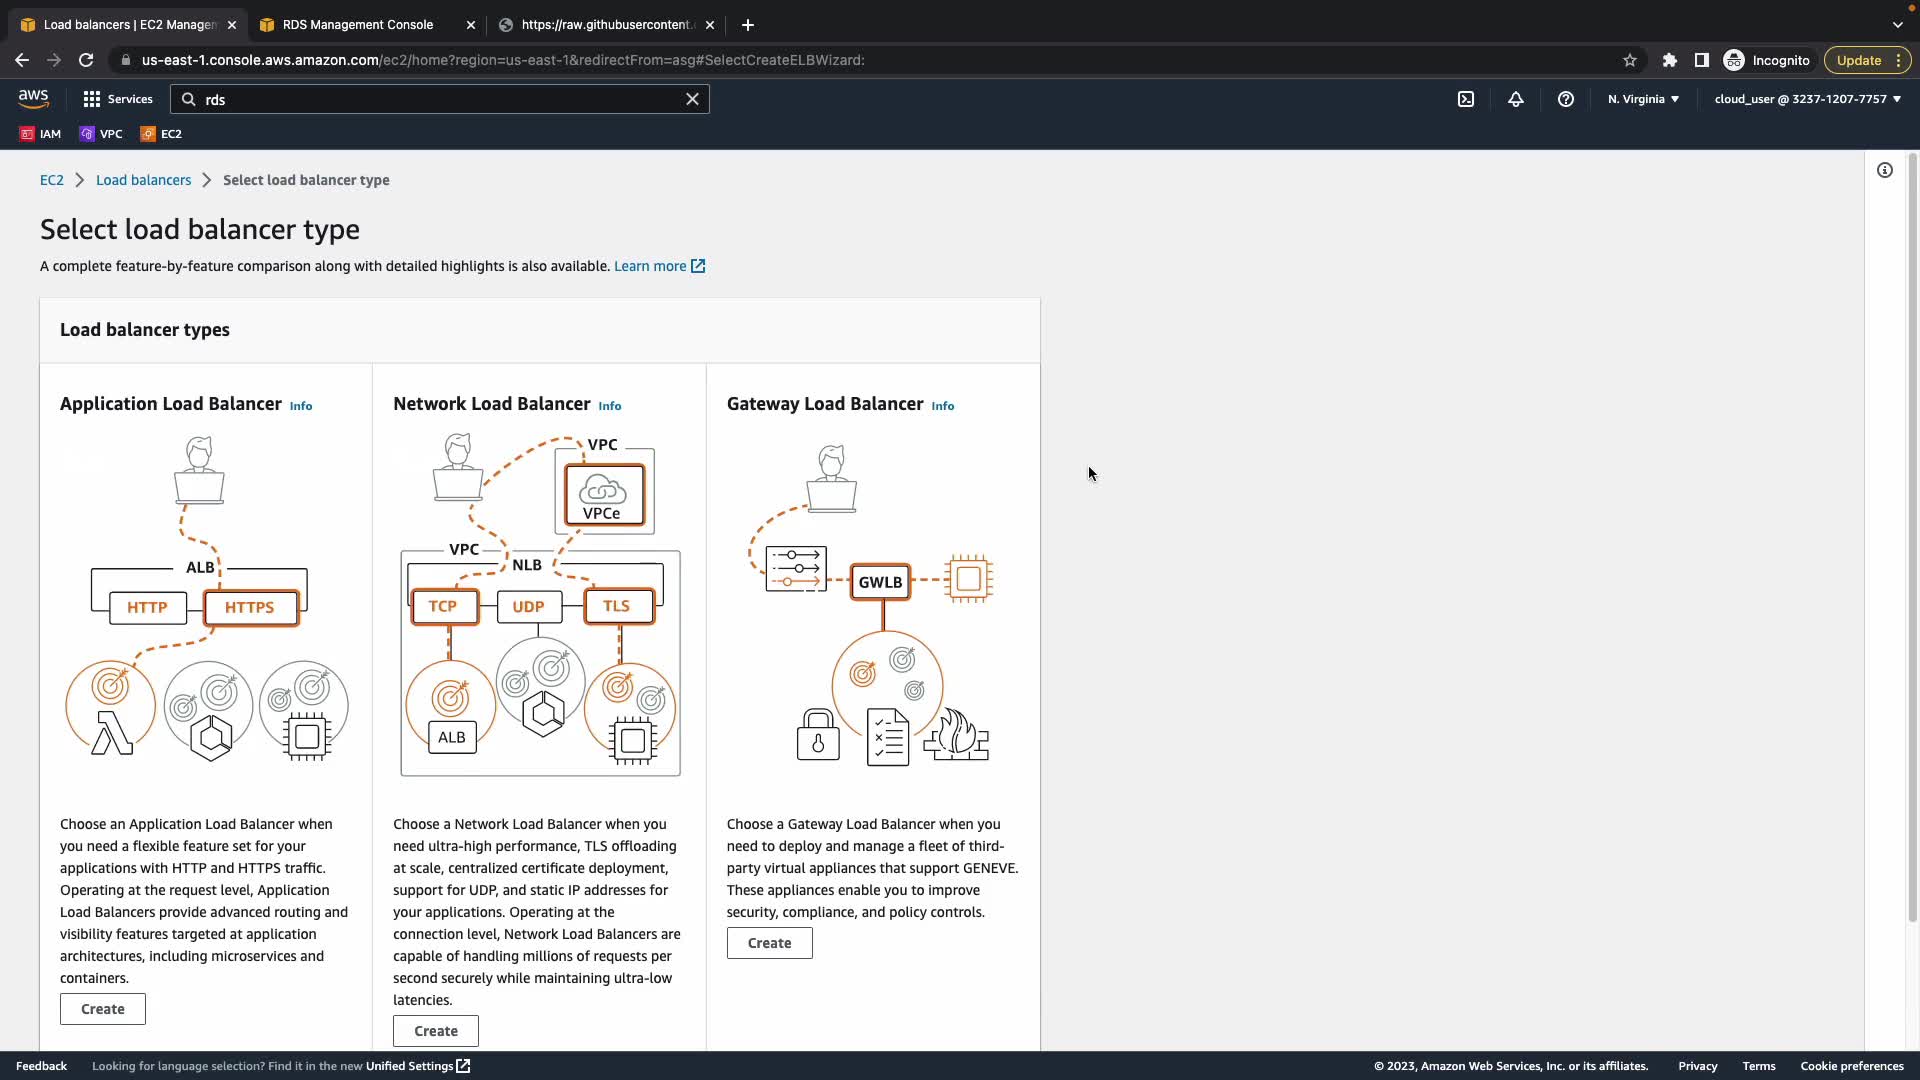 Load balancers | EC2 Managem
RDS Management Console
https://raw.githubusercontent.
us-east-1.console.aws.amazon.com/ec2/home?region=us-east-1&redirectFrom=asg#SelectCreateELBWizard:
Incognito
Update
aws
Services
rds
N. Virginia
cloud_user @ 3237-1207-7757
IAM
VPC
EC2
EC2
Load balancers
Select load balancer type
Select load balancer type
A complete feature-by-feature comparison along with detailed highlights is also available. Learn more
Load balancer types
Application Load Balancer Info
ALB
HTTP
HTTPS
Choose an Application Load Balancer when
you need a flexible feature set for your
applications with HTTP and HTTPS traffic.
Operating at the request level, Application
Load Balancers provide advanced routing and
visibility features targeted at application
architectures, including microservices and
containers.
Create
Network Load Balancer Info
VPC
VPCe
VPC
NLB
TCP
UDP
TLS
ALB
Choose a Network Load Balancer when you
need ultra-high performance, TLS offloading
at scale, centralized certificate deployment,
support for UDP, and static IP addresses for
your applications. Operating at the
connection level, Network Load Balancers are
capable of handling millions of requests per
second securely while maintaining ultra-low
latencies.
Create
Gateway Load Balancer Info
GWLB
Choose a Gateway Load Balancer when you
need to deploy and manage a fleet of third-
party virtual appliances that support GENEVE.
These appliances enable you to improve
security, compliance, and policy controls.
Create
Feedback
Looking for language selection? Find it in the new Unified Settings
© 2023, Amazon Web Services, Inc. or its affiliates.
Privacy
Terms
Cookie preferences